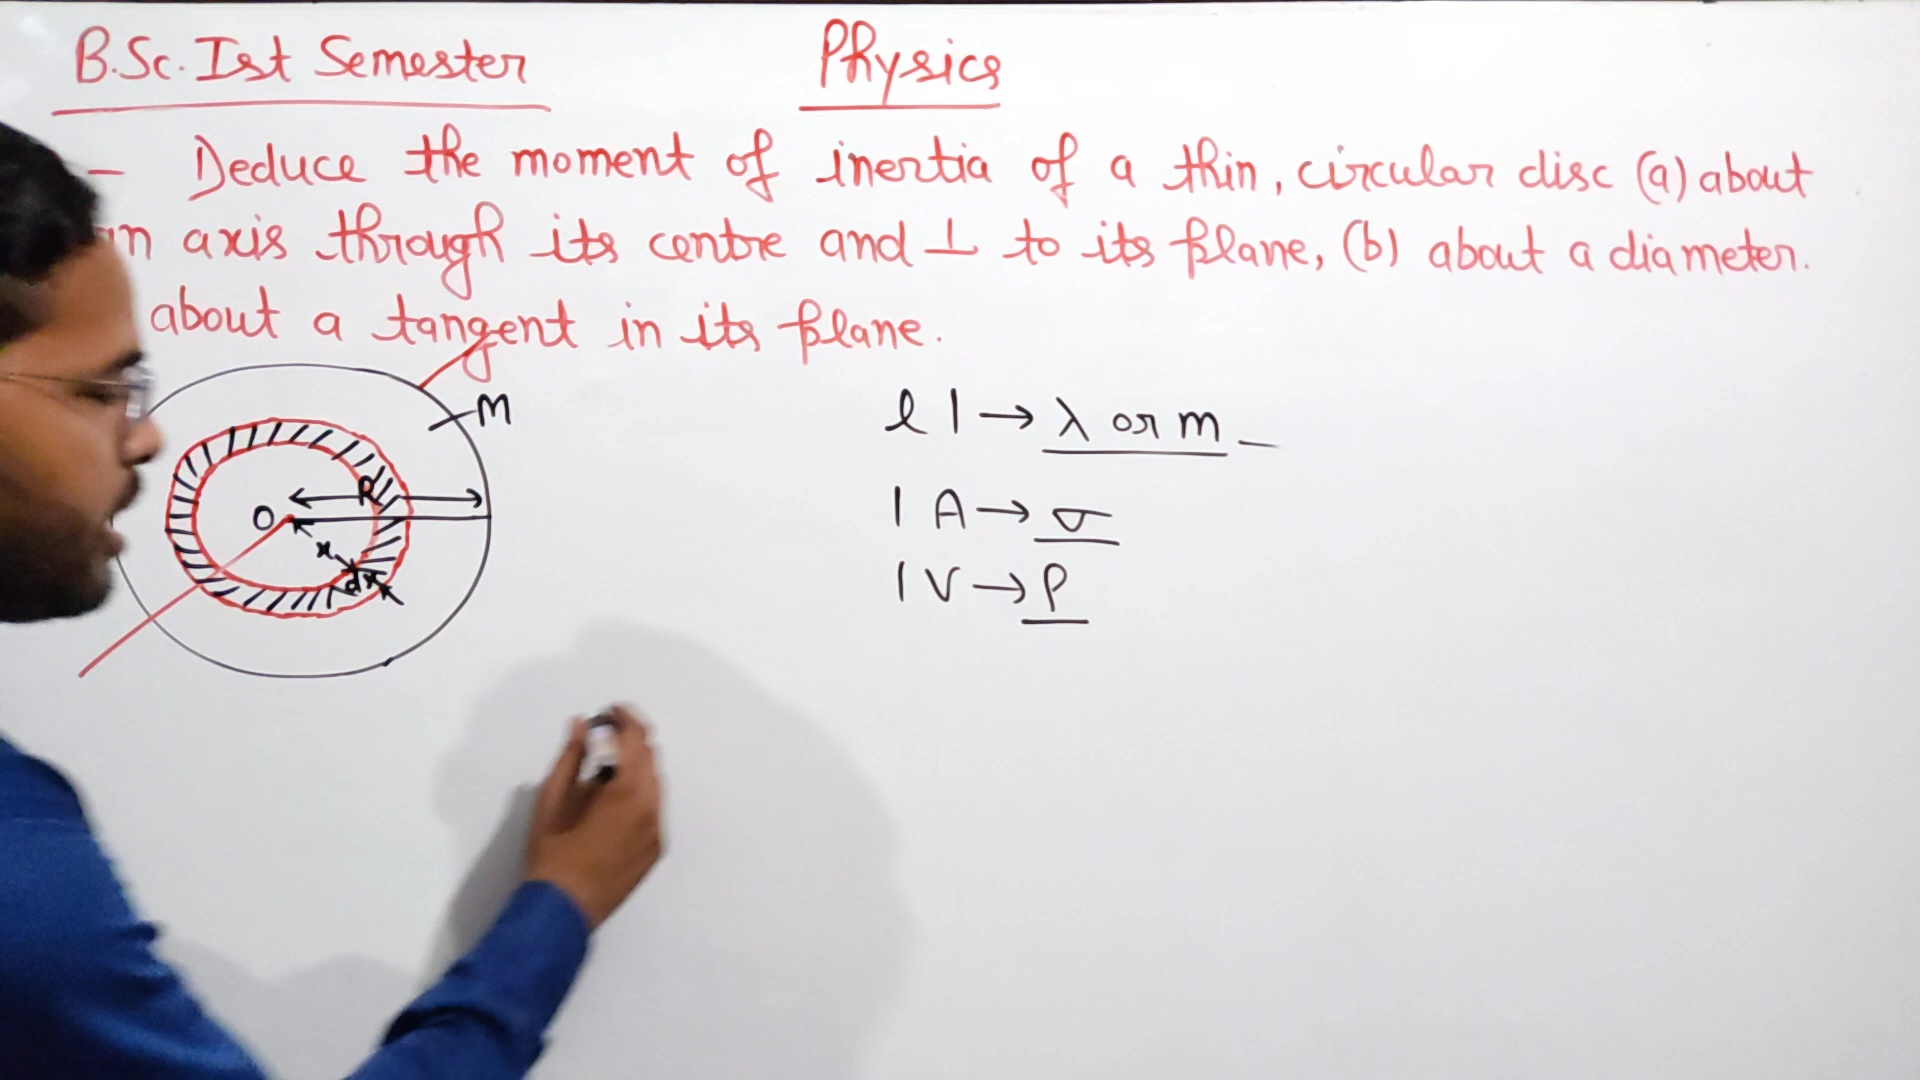 B.Sc. Ist Semester Physics
- Deduce the moment of inertia of a thin, circular disc (a) about
axis through its centre and ⊥ to its plane, (b) about a diameter.
about a tangent in its plane.
M
R
O
x
dx
l 1 → λ or m -
1 A → σ
1 V → ρ